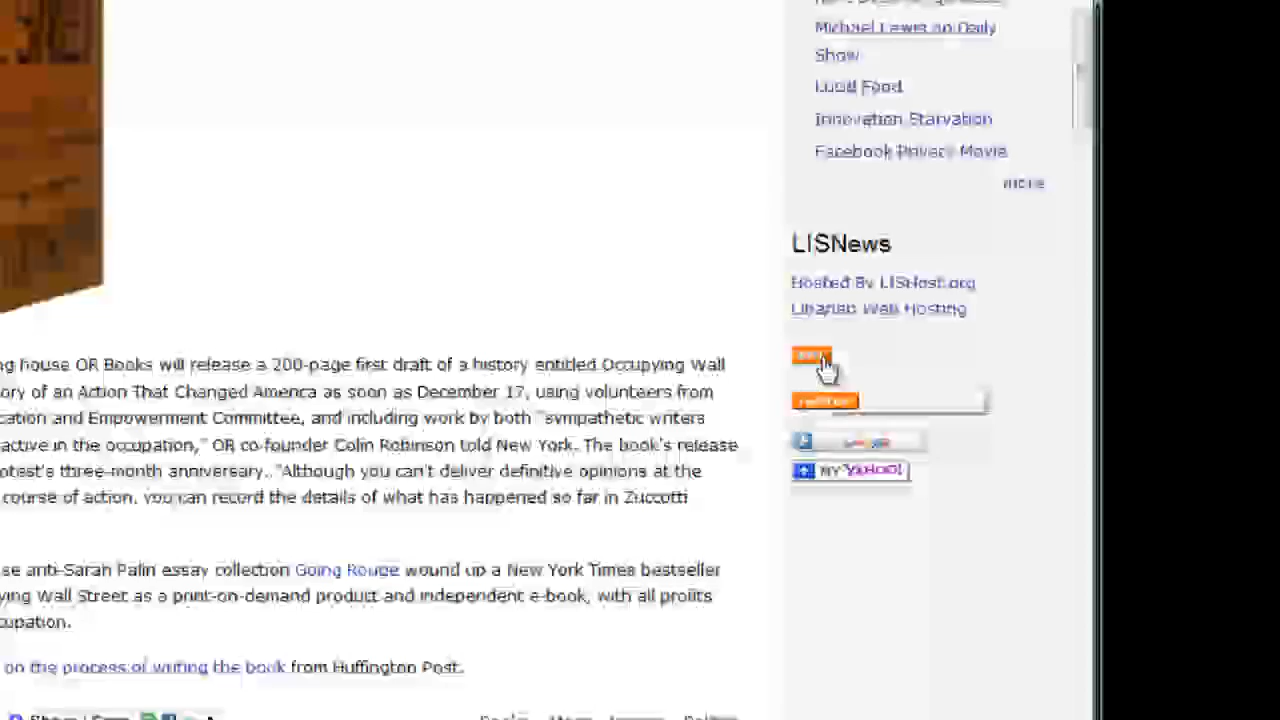 Michael Lewis on Daily
Show
Lucid Food
Innovation Starvation
Facebook Privacy Movie
more
LISNews
Hosted By LISHost.org
Librarian Web Hosting
MY YAHOO!
ng house OR Books will release a 200-page first draft of a history entitled Occupying Wall
ory of an Action That Changed America as soon as December 17, using volunteers from
cation and Empowerment Committee, and including work by both "sympathetic writers
active in the occupation," OR co-founder Colin Robinson told New York. The book's release
otest's three-month anniversary. "Although you can't deliver definitive opinions at the
course of action, you can record the details of what has happened so far in Zuccotti
se anti-Sarah Palin essay collection Going Rouge wound up a New York Times bestseller
ying Wall Street as a print-on-demand product and independent e-book, with all profits
cupation.
on the process of writing the book from Huffington Post.